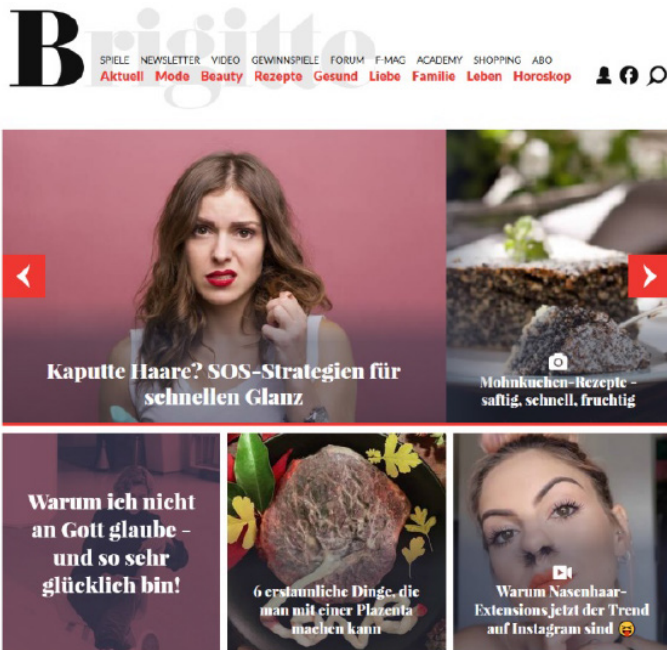 Brigitte
SPIELE NEWSLETTER VIDEO GEWINNSPIELE FORUM F-MAG ACADEMY SHOPPING ABO
Aktuell Mode Beauty Rezepte Gesund Liebe Familie Leben Horoskop
Kaputte Haare? SOS-Strategien für
schnellen Glanz
Mohnkuchen-Rezepte -
saftig, schnell, fruchtig
Warum ich nicht
an Gott glaube -
und so sehr
glücklich bin!
6 erstaunliche Dinge, die
man mit einer Plazenta
machen kann
Warum Nasenhaar-
Extensions jetzt der Trend
auf Instagram sind 😝